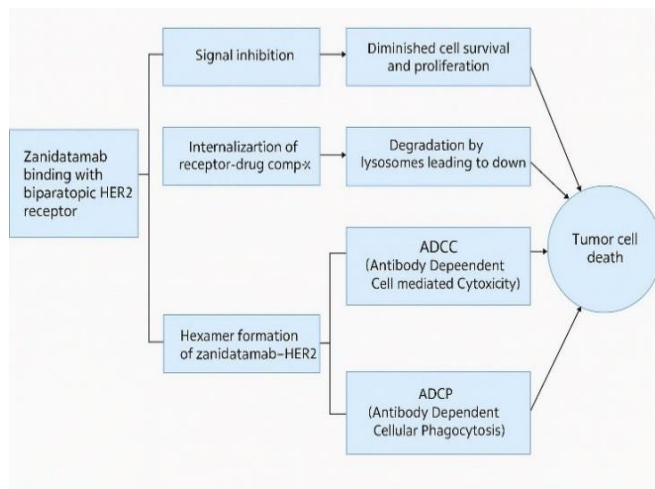 Signal inhibition
Diminished cell survival
and proliferation
Zanidatamab
binding with
biparatopic HER2
receptor
Internalizartion of
receptor-drug comp·x
Degradation by
lysosomes leading to down
Tumor cell
death
ADCC
(Antibody Depeendent
Cell mediated Cytoxicity)
Hexamer formation
of zanidatamab–HER2
ADCP
(Antibody Dependent
Cellular Phagocytosis)